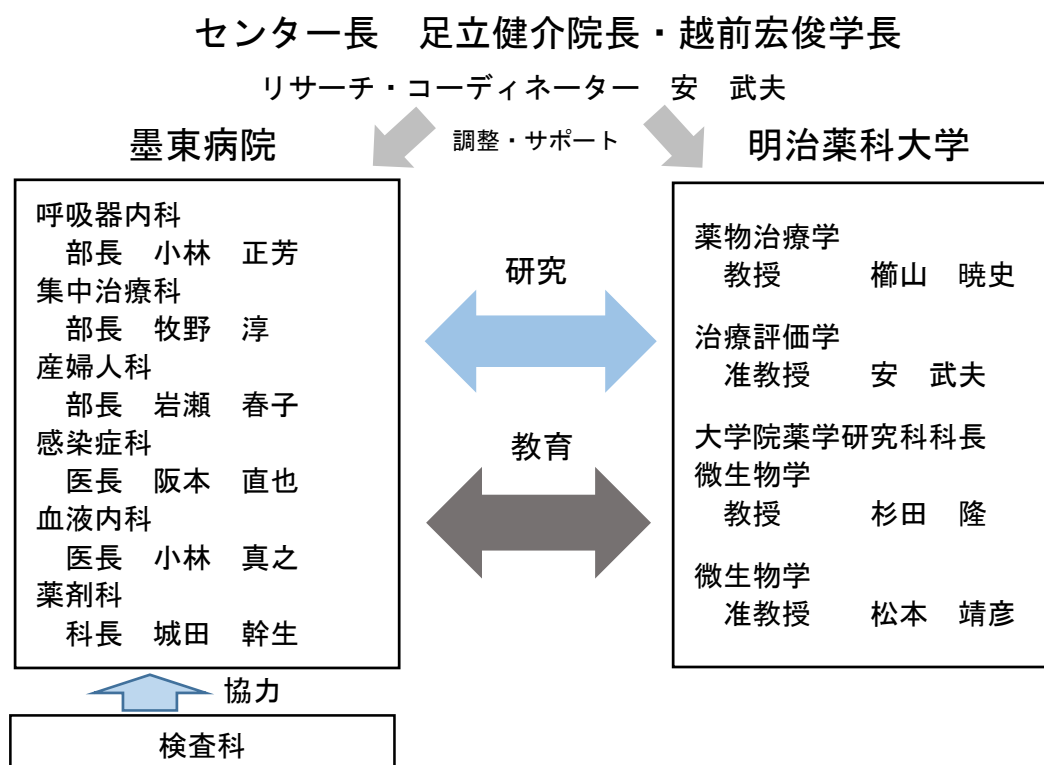 センター長　足立健介院長・越前宏俊学長
リサーチ・コーディネーター　安　武夫
調整・サポート
墨東病院
呼吸器内科
部長　小林　正芳
集中治療科
部長　牧野　淳
産婦人科
部長　岩瀬　春子
感染症科
医長　阪本　直也
血液内科
医長　小林　真之
薬剤科
科長　城田　幹生
協力
検査科
研究
教育
明治薬科大学
薬物治療学
教授　　　櫛山　暁史
治療評価学
准教授　　安　武夫
大学院薬学研究科科長
微生物学
教授　　　杉田　隆
微生物学
准教授　　松本　靖彦